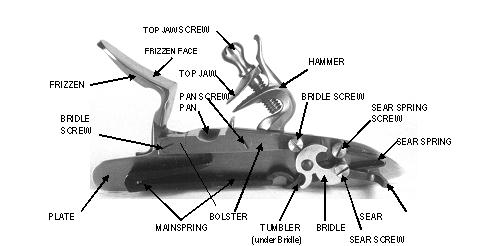 TOP JAW SCREW
FRIZZEN FACE
HAMMER
FRIZZEN
TOP JAW
PAN SCREW
PAN
BRIDLE SCREW
SEAR SPRING
SCREW
BRIDLE
SCREW
SEAR SPRING
PLATE
MAINSPRING
BOLSTER
TUMBLER
(under Bridle)
BRIDLE
SEAR
SEAR SCREW